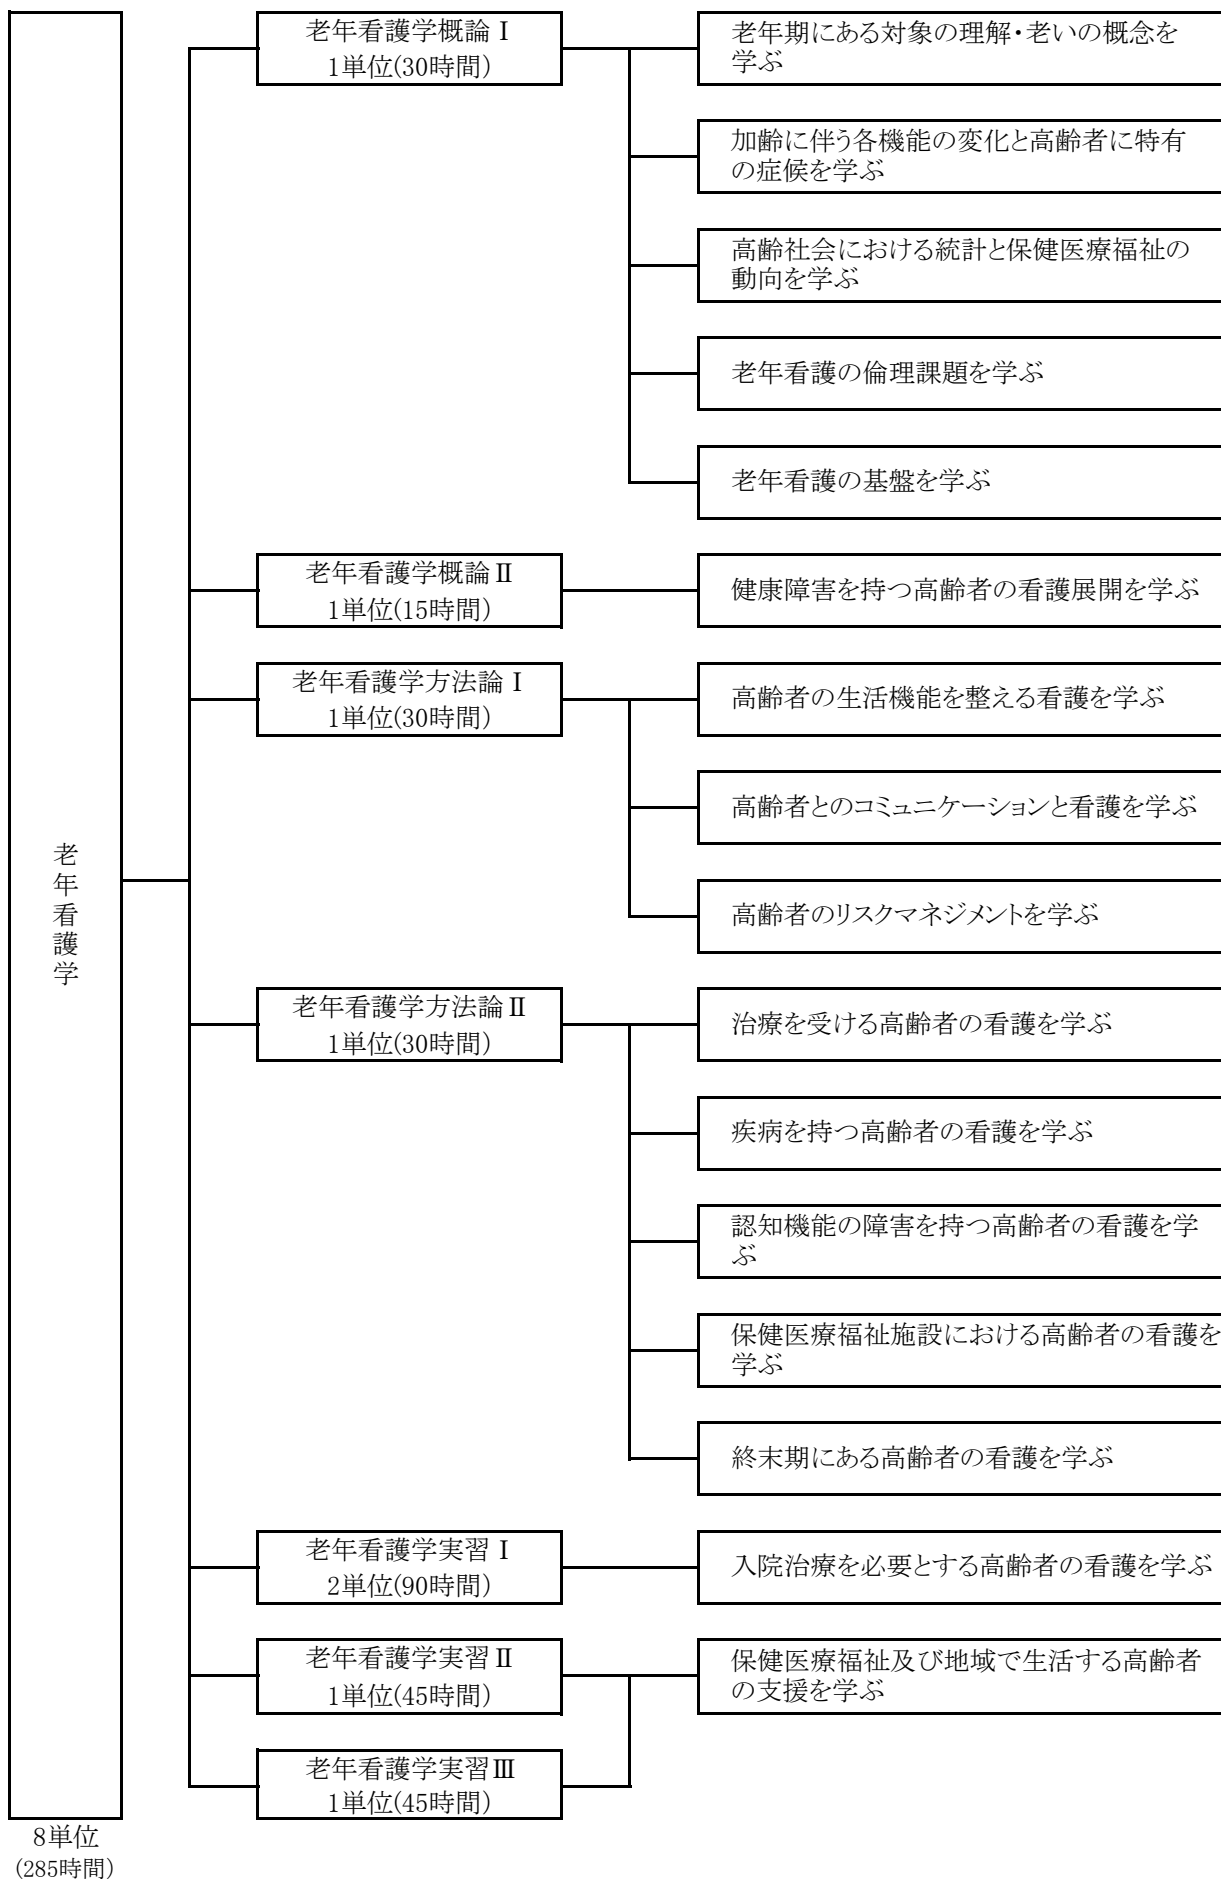 老年看護学概論Ⅰ
1単位(30時間)
老年期にある対象の理解・老いの概念を
学ぶ
加齢に伴う各機能の変化と高齢者に特有
の症候を学ぶ
高齢社会における統計と保健医療福祉の
動向を学ぶ
老年看護の倫理課題を学ぶ
老年看護の基盤を学ぶ
老年看護学概論Ⅱ
1単位(15時間)
健康障害を持つ高齢者の看護展開を学ぶ
老年看護学方法論Ⅰ
1単位(30時間)
高齢者の生活機能を整える看護を学ぶ
高齢者とのコミュニケーションと看護を学ぶ
高齢者のリスクマネジメントを学ぶ
老年看護学
老年看護学方法論Ⅱ
1単位(30時間)
治療を受ける高齢者の看護を学ぶ
疾病を持つ高齢者の看護を学ぶ
認知機能の障害を持つ高齢者の看護を学
ぶ
保健医療福祉施設における高齢者の看護を
学ぶ
終末期にある高齢者の看護を学ぶ
老年看護学実習Ⅰ
2単位(90時間)
入院治療を必要とする高齢者の看護を学ぶ
老年看護学実習Ⅱ
1単位(45時間)
保健医療福祉及び地域で生活する高齢者
の支援を学ぶ
老年看護学実習Ⅲ
1単位(45時間)
8単位
(285時間)